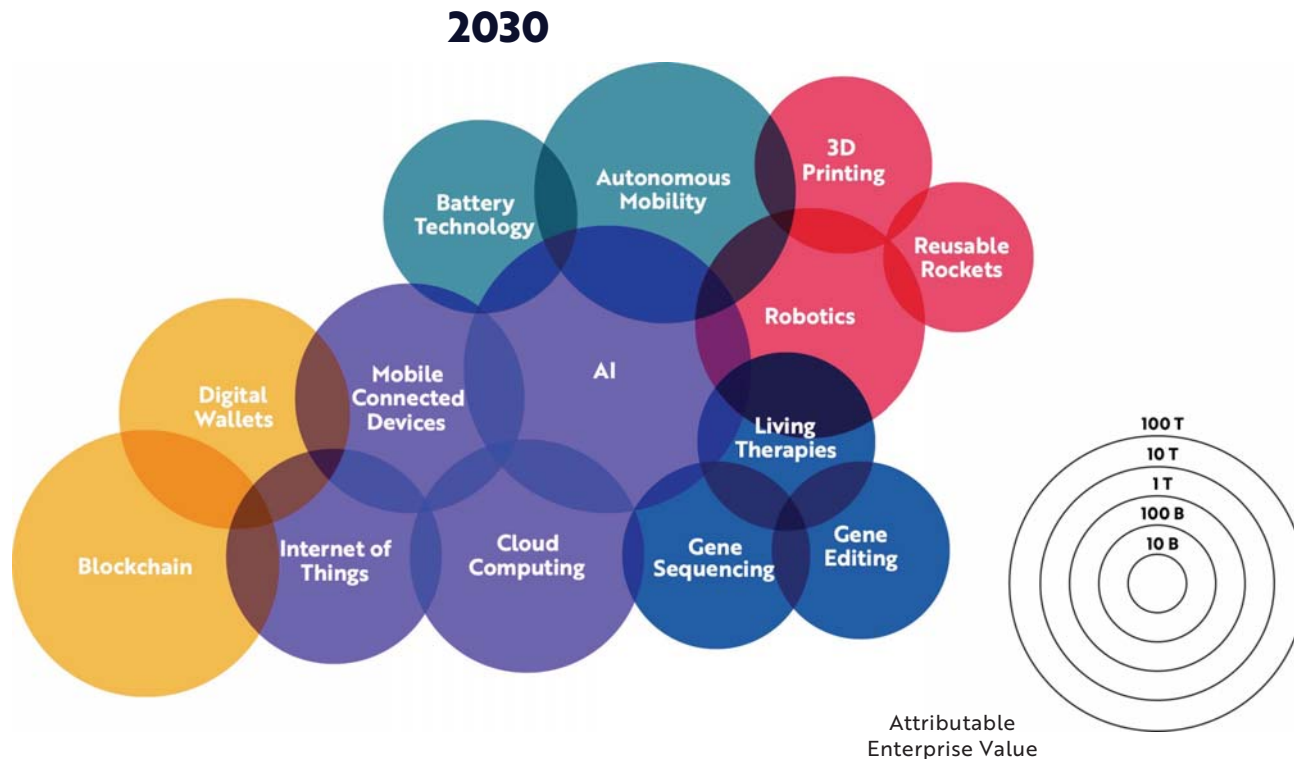 2030
3D
Printing
Autonomous
Mobility
Battery
Technology
Reusable
Rockets
Robotics
AI
Mobile
Connected
Devices
Digital
Wallets
Living
Therapies
Blockchain
Internet of
Things
Cloud
Computing
Gene
Sequencing
Gene
Editing
100 T
10 T
1 T
100 B
10 B
Attributable
Enterprise Value